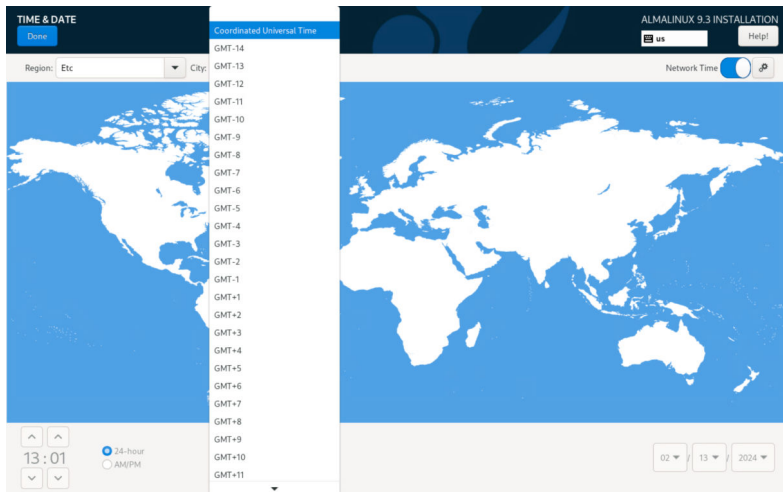 TIME & DATE
Done
ALMALINUX 9.3 INSTALLATION
us
Help!
Region: Etc
City:
Network Time
Coordinated Universal Time
GMT-14
GMT-13
GMT-12
GMT-11
GMT-10
GMT-9
GMT-8
GMT-7
GMT-6
GMT-5
GMT-4
GMT-3
GMT-2
GMT-1
GMT+1
GMT+2
GMT+3
GMT+4
GMT+5
GMT+6
GMT+7
GMT+8
GMT+9
GMT+10
GMT+11
13:01
24-hour
AM/PM
02 / 13 / 2024